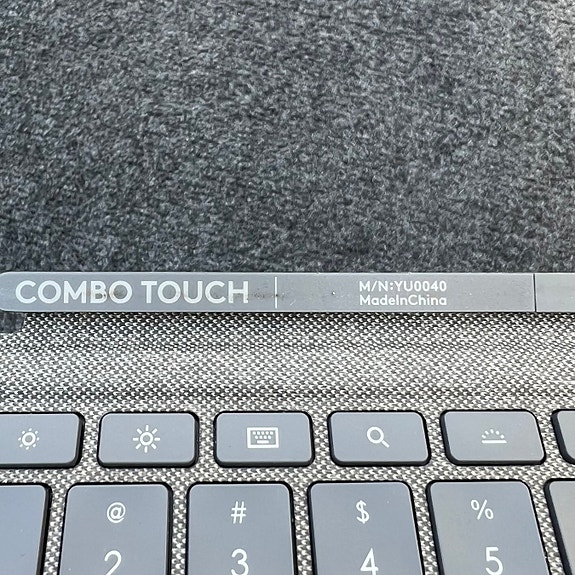 COMBO TOUCH
M/N:YU0040
MadeInChina
@ # $ %
2 3 4 5